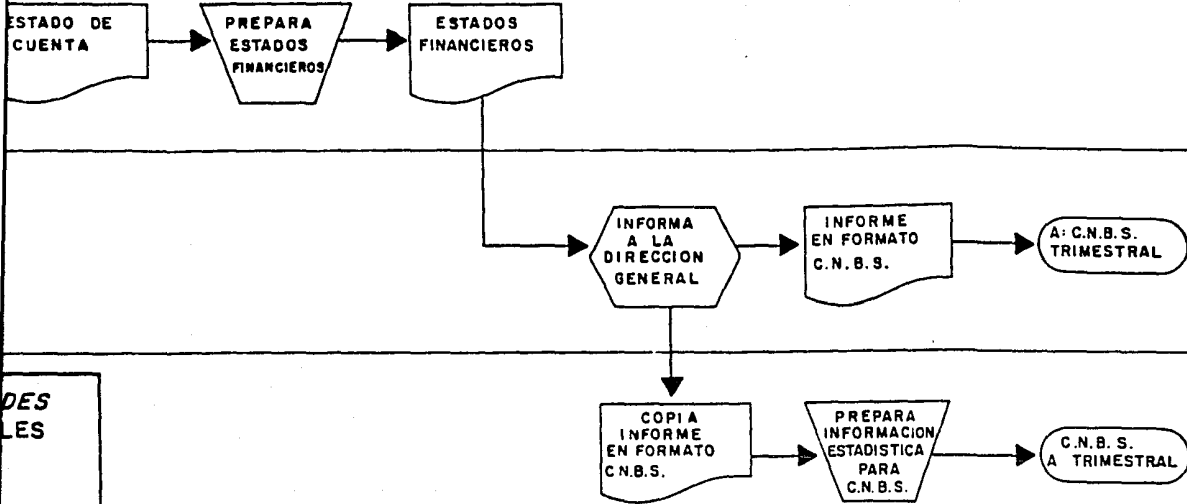 ESTADO DE
CUENTA
PREPARA
ESTADOS
FINANCIEROS
ESTADOS
FINANCIEROS
INFORMA
A LA
DIRECCION
GENERAL
INFORME
EN FORMATO
C.N.B.S.
A: C.N.B.S.
TRIMESTRAL
DES
LES
COPIA
INFORME
EN FORMATO
C.N.B.S.
PREPARA
INFORMACION
ESTADISTICA
PARA
C.N.B.S.
C.N.B.S.
A TRIMESTRAL